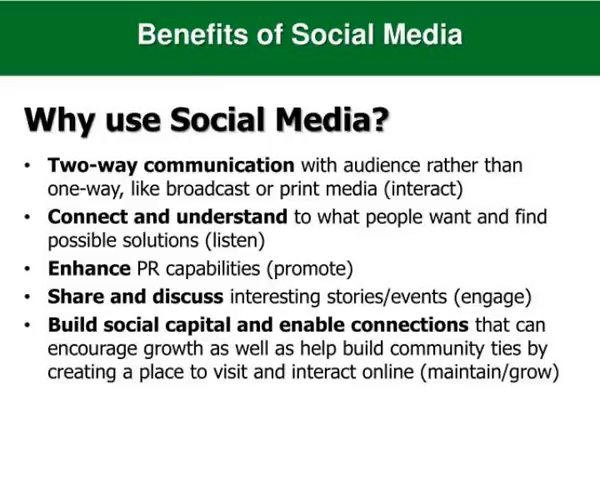 Benefits of Social Media
Why use Social Media?
• Two-way communication with audience rather than
one-way, like broadcast or print media (interact)
• Connect and understand to what people want and find
possible solutions (listen)
• Enhance PR capabilities (promote)
• Share and discuss interesting stories/events (engage)
• Build social capital and enable connections that can
encourage growth as well as help build community ties by
creating a place to visit and interact online (maintain/grow)